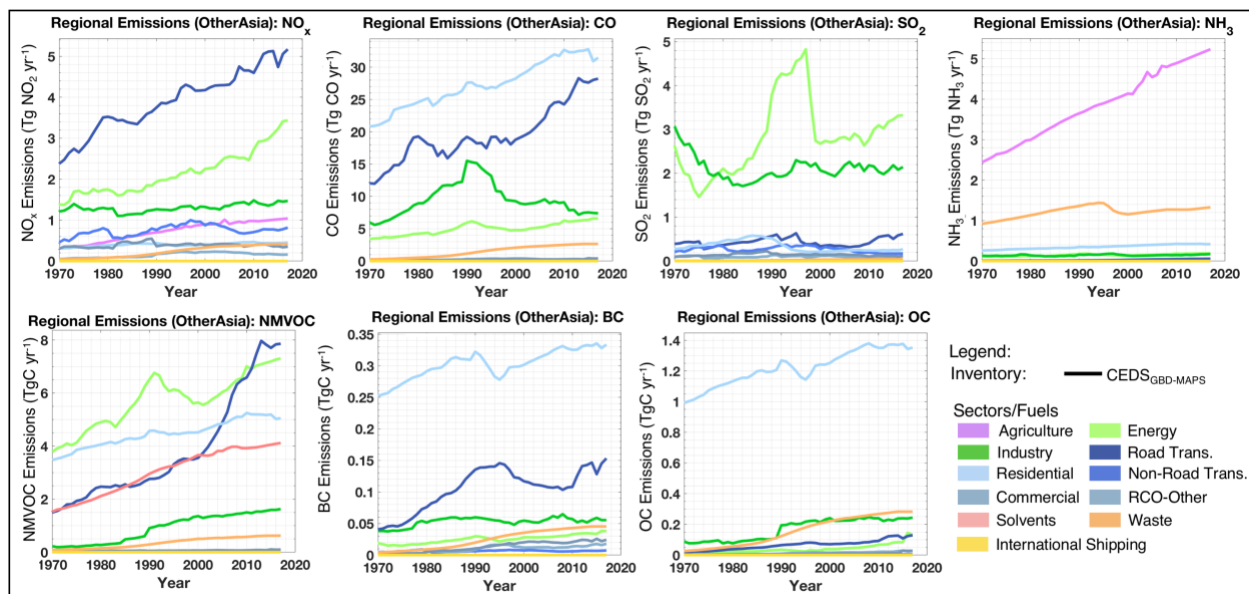 Regional Emissions (OtherAsia): NOx
NOx Emissions (Tg NO2 yr-1)
5
4
3
2
1
0
1970 1980 1990 2000 2010 2020
Year
Regional Emissions (OtherAsia): CO
CO Emissions (Tg CO yr-1)
30
25
20
15
10
5
0
1970 1980 1990 2000 2010 2020
Year
Regional Emissions (OtherAsia): SO2
SO2 Emissions (Tg SO2 yr-1)
5
4
3
2
1
0
1970 1980 1990 2000 2010 2020
Year
Regional Emissions (OtherAsia): NH3
NH3 Emissions (Tg NH3 yr-1)
5
4
3
2
1
0
1970 1980 1990 2000 2010 2020
Year
Regional Emissions (OtherAsia): NMVOC
NMVOC Emissions (TgC yr-1)
8
6
4
2
0
1970 1980 1990 2000 2010 2020
Year
Regional Emissions (OtherAsia): BC
BC Emissions (TgC yr-1)
0.35
0.3
0.25
0.2
0.15
0.1
0.05
0
1970 1980 1990 2000 2010 2020
Year
Regional Emissions (OtherAsia): OC
OC Emissions (TgC yr-1)
1.4
1.2
1
0.8
0.6
0.4
0.2
0
1970 1980 1990 2000 2010 2020
Year
Legend:
Inventory: CEDSGBD-MAPS
Sectors/Fuels
Agriculture Energy
Industry Road Trans.
Residential Non-Road Trans.
Commercial RCO-Other
Solvents Waste
International Shipping